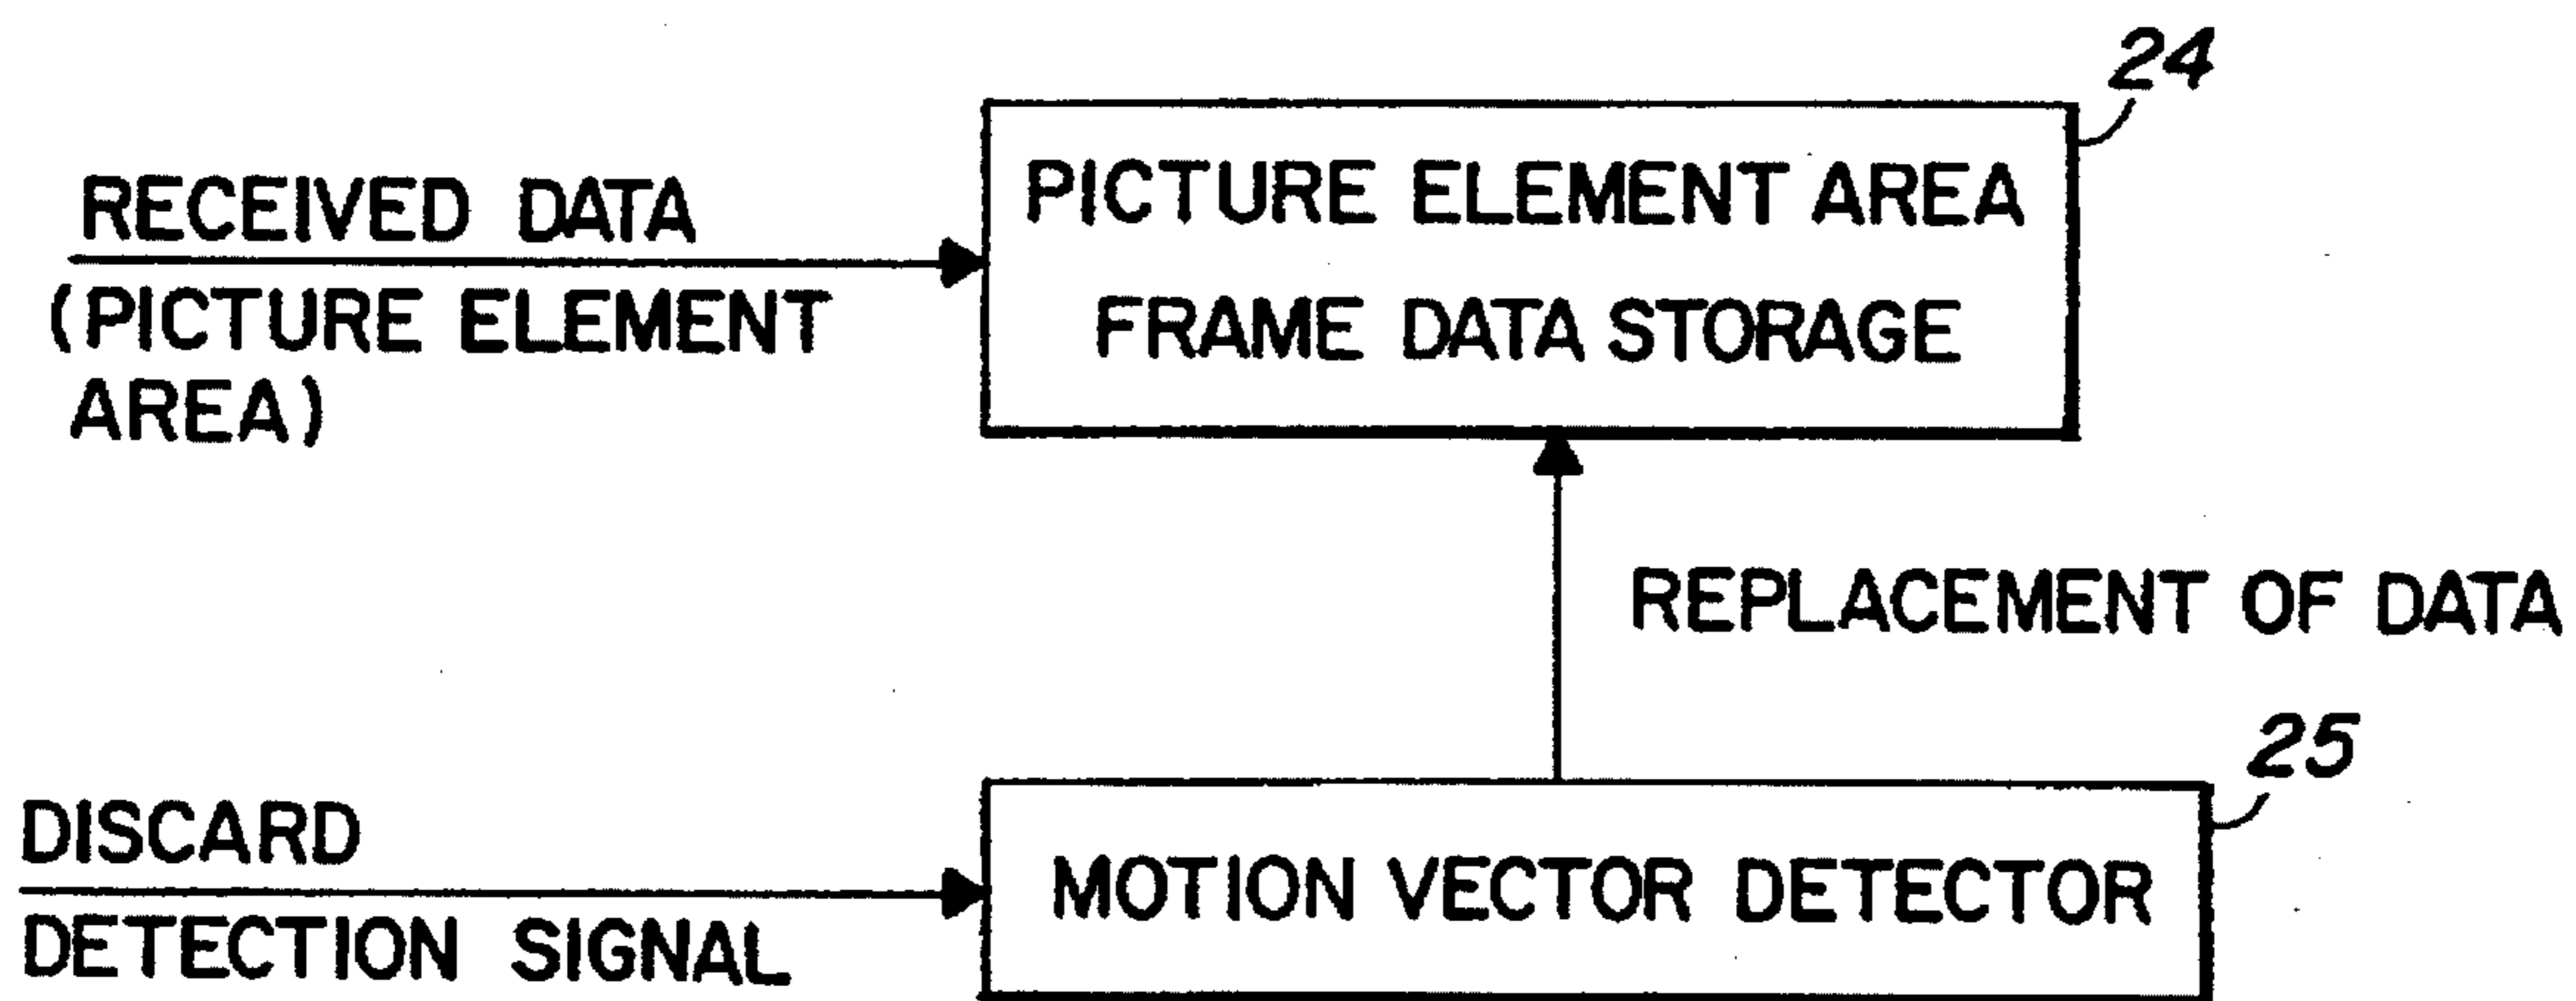 24
RECEIVED DATA
(PICTURE ELEMENT
AREA)
PICTURE ELEMENT AREA
FRAME DATA STORAGE
REPLACEMENT OF DATA
25
DISCARD
DETECTION SIGNAL
MOTION VECTOR DETECTOR